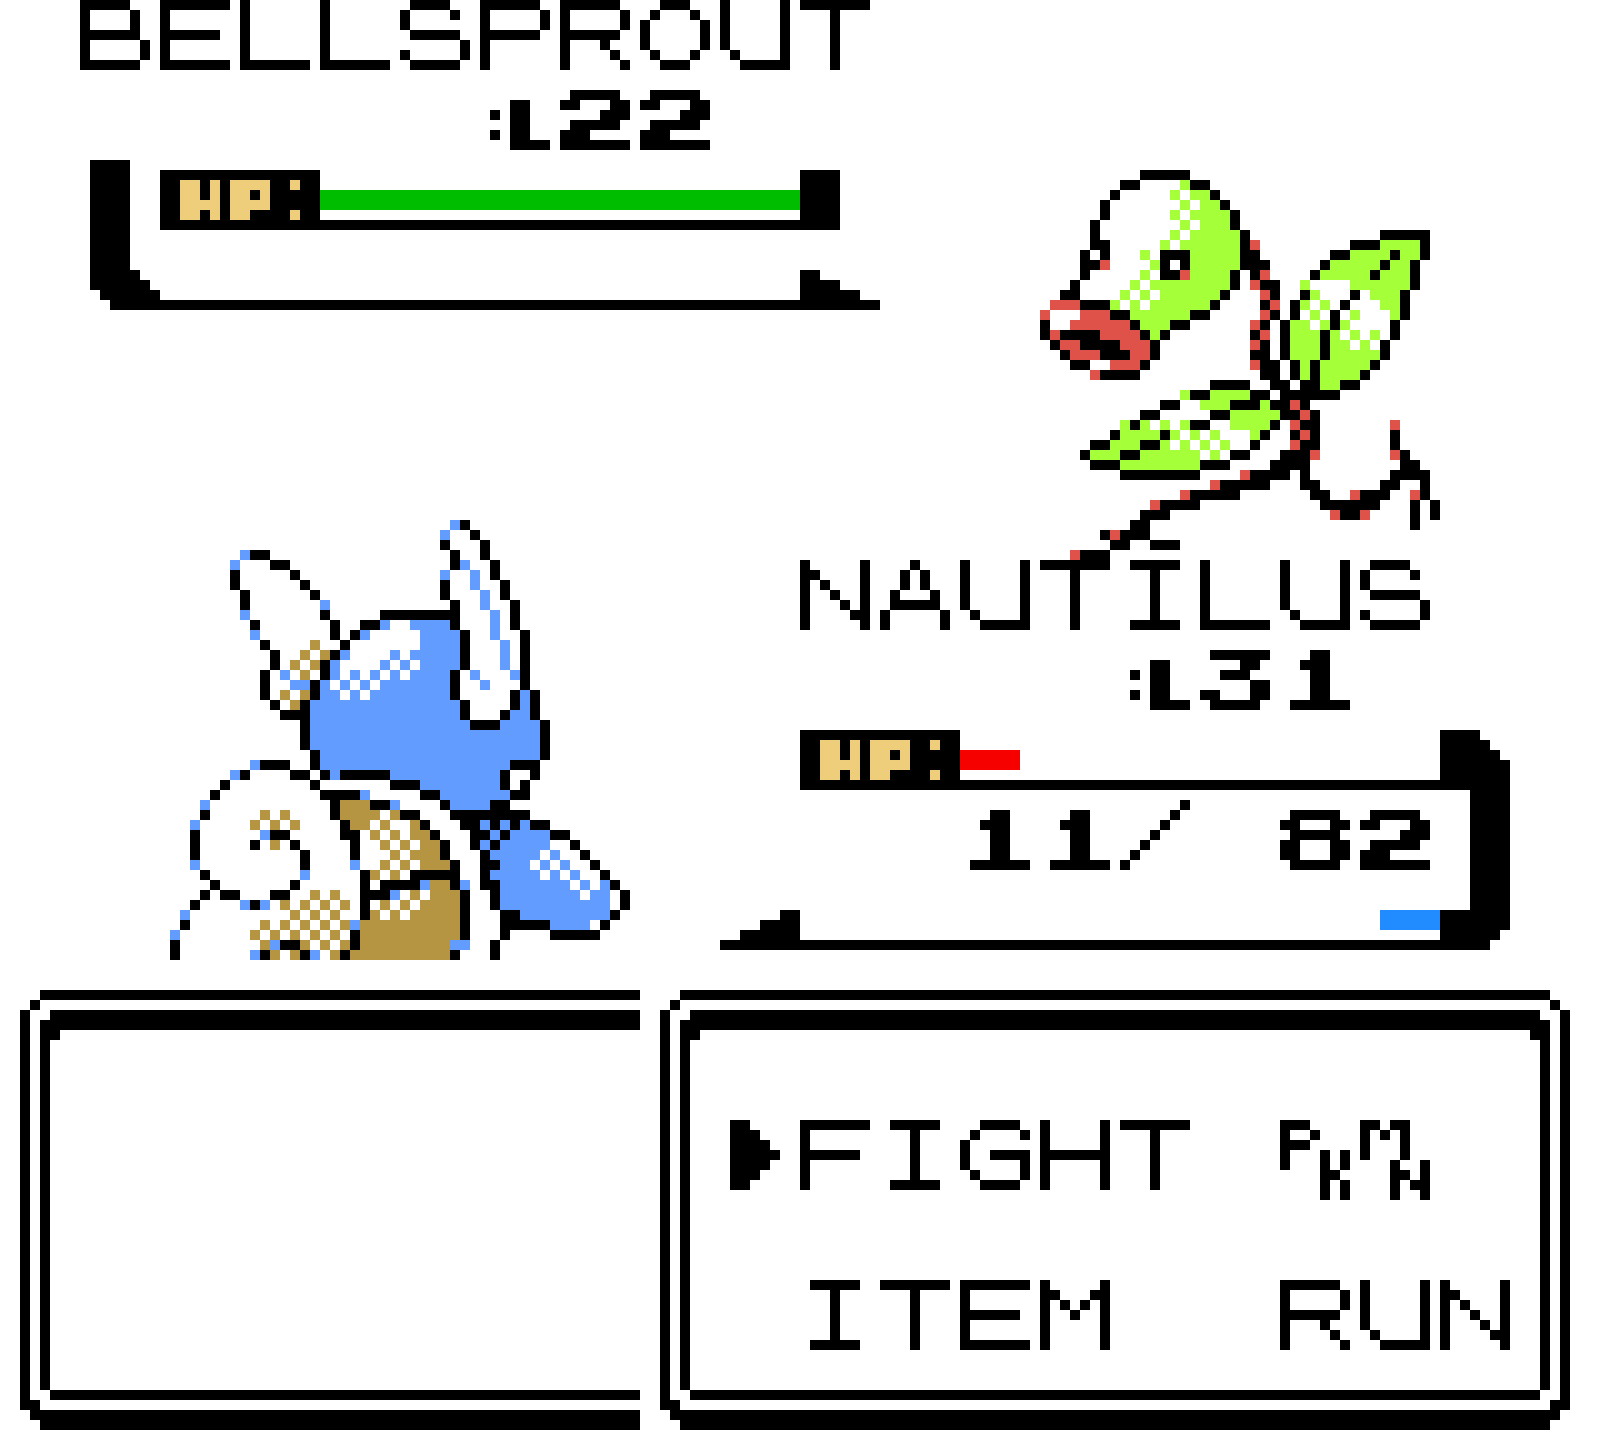 BELLSPROUT
:L22
HP:
NAUTILUS
:L31
HP:
11/ 82
▶FIGHT PKMN
ITEM RUN